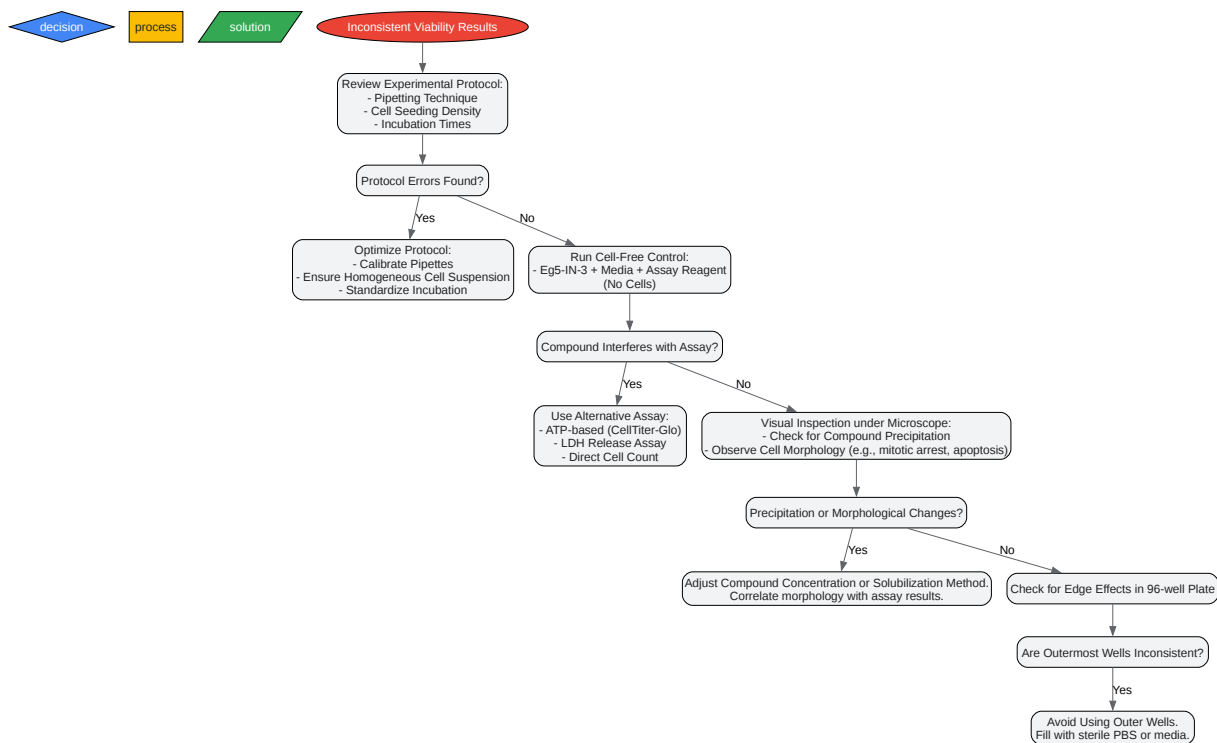 decision
process
solution
Inconsistent Viability Results
Review Experimental Protocol:
- Pipetting Technique
- Cell Seeding Density
- Incubation Times
Protocol Errors Found?
Yes
No
Optimize Protocol:
- Calibrate Pipettes
- Ensure Homogeneous Cell Suspension
- Standardize Incubation
Run Cell-Free Control:
- Eg5-IN-3 + Media + Assay Reagent
(No Cells)
Compound Interferes with Assay?
Yes
No
Use Alternative Assay:
- ATP-based (CellTiter-Glo)
- LDH Release Assay
- Direct Cell Count
Visual Inspection under Microscope:
- Check for Compound Precipitation
- Observe Cell Morphology (e.g., mitotic arrest, apoptosis)
Precipitation or Morphological Changes?
Yes
No
Adjust Compound Concentration or Solubilization Method.
Correlate morphology with assay results.
Check for Edge Effects in 96-well Plate
Are Outermost Wells Inconsistent?
Yes
Avoid Using Outer Wells.
Fill with sterile PBS or media.